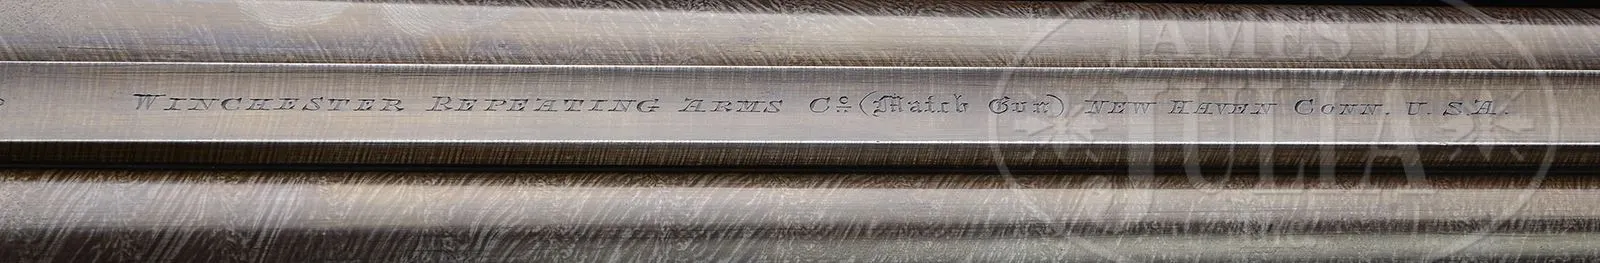 WINCHESTER REPEATING ARMS Co (Match Gun) NEW HAVEN CONN. U.S.A.
JAMES D.
JULIA